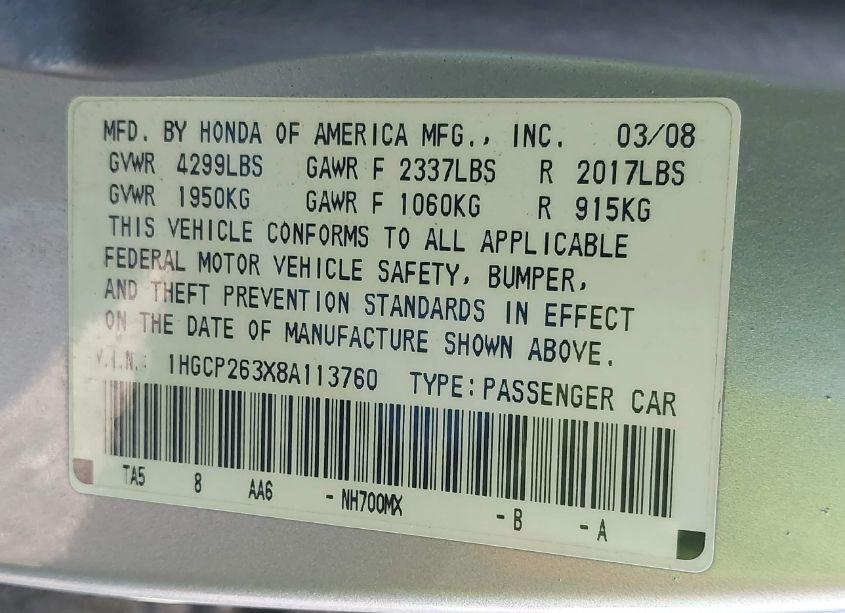 MFD. BY HONDA OF AMERICA MFG., INC. 03/08
GVWR 4299LBS GAWR F 2337LBS R 2017LBS
GVWR 1950KG GAWR F 1060KG R 915KG
THIS VEHICLE CONFORMS TO ALL APPLICABLE
FEDERAL MOTOR VEHICLE SAFETY, BUMPER,
AND THEFT PREVENTION STANDARDS IN EFFECT
ON THE DATE OF MANUFACTURE SHOWN ABOVE.
V.I.N.: 1HGCP263X8A113760 TYPE: PASSENGER CAR
TA5 8 AA6 - NH700MX - B - A